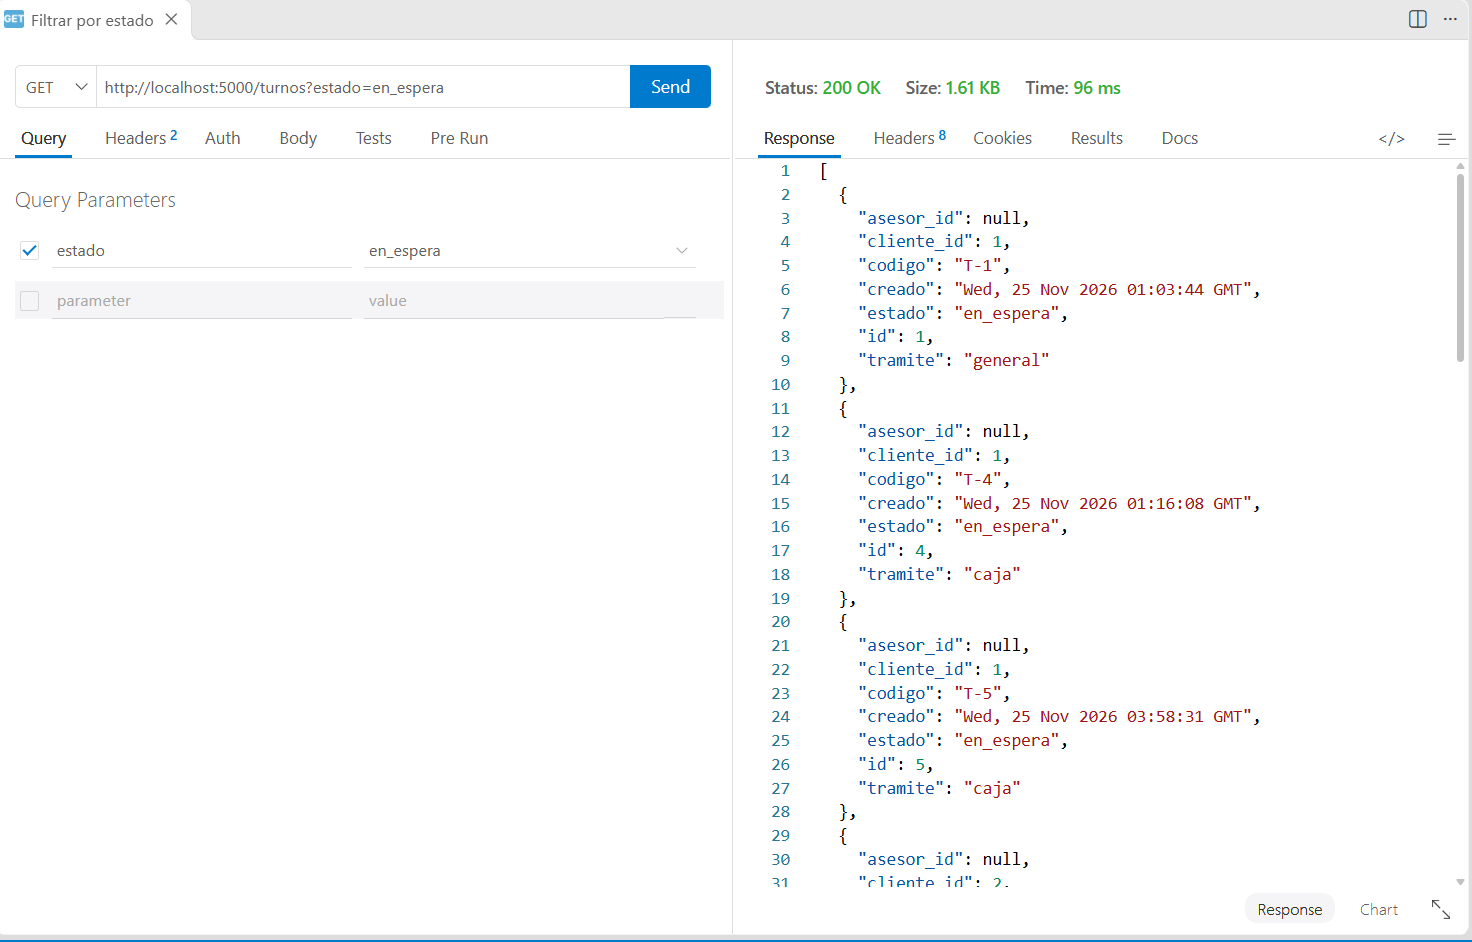 GET Filtrar por estado
GET http://localhost:5000/turnos?estado=en_espera Send
Query Headers 2 Auth Body Tests Pre Run
Query Parameters
estado en_espera
parameter value
Status: 200 OK Size: 1.61 KB Time: 96 ms
Response Headers 8 Cookies Results Docs </>
1 [
2 {
3 "asesor_id": null,
4 "cliente_id": 1,
5 "codigo": "T-1",
6 "creado": "Wed, 25 Nov 2026 01:03:44 GMT",
7 "estado": "en_espera",
8 "id": 1,
9 "tramite": "general"
10 },
11 {
12 "asesor_id": null,
13 "cliente_id": 1,
14 "codigo": "T-4",
15 "creado": "Wed, 25 Nov 2026 01:16:08 GMT",
16 "estado": "en_espera",
17 "id": 4,
18 "tramite": "caja"
19 },
20 {
21 "asesor_id": null,
22 "cliente_id": 1,
23 "codigo": "T-5",
24 "creado": "Wed, 25 Nov 2026 03:58:31 GMT",
25 "estado": "en_espera",
26 "id": 5,
27 "tramite": "caja"
28 },
29 {
30 "asesor_id": null,
31 "cliente_id": 2,
Response Chart